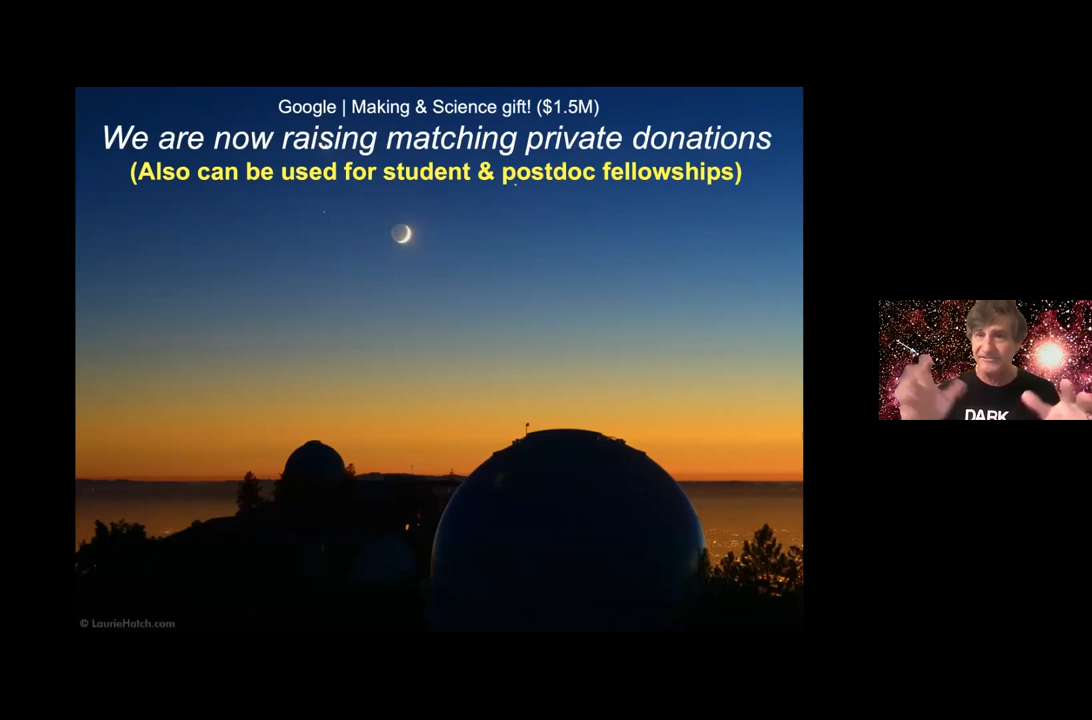 Google | Making & Science gift! ($1.5M)
We are now raising matching private donations
(Also can be used for student & postdoc fellowships)
DARK
© LaurieHatch.com